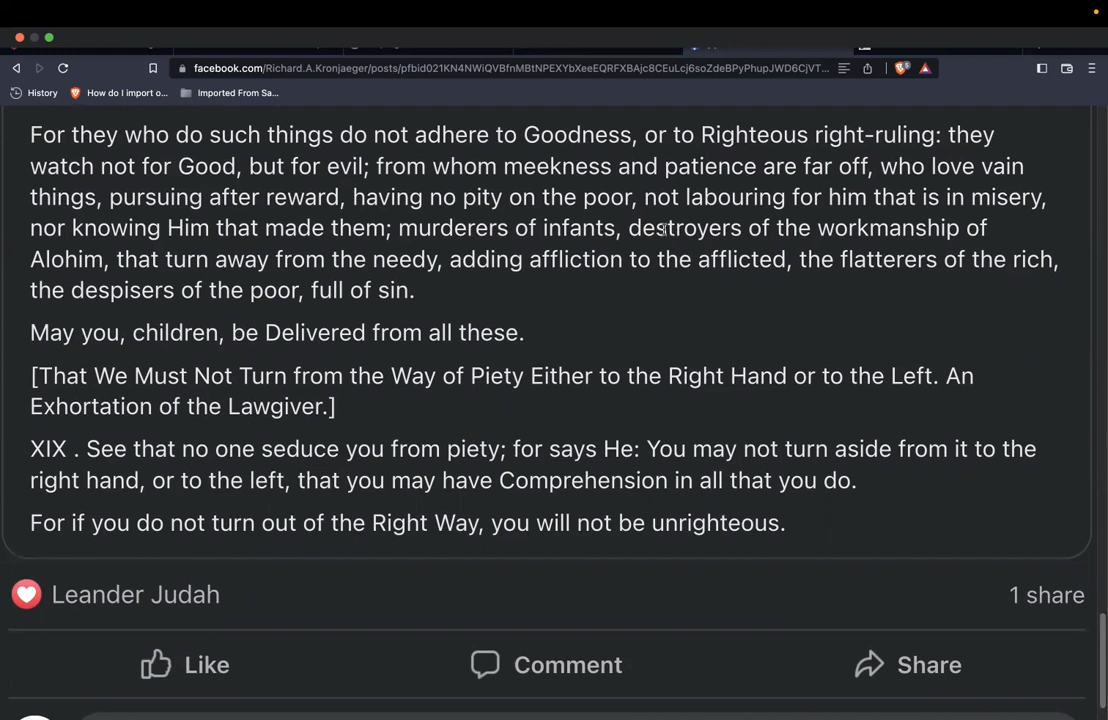 facebook.com/Richard.A.Kronjaeger/posts/pfbid021KN4NWiQVBfnMBtNPEXYbXeeEQRFXBAjc8CEuLcj6soZdeBPyPhupJWD6CjVT...
History How do I import o... Imported From Sa...
For they who do such things do not adhere to Goodness, or to Righteous right-ruling: they
watch not for Good, but for evil; from whom meekness and patience are far off, who love vain
things, pursuing after reward, having no pity on the poor, not labouring for him that is in misery,
nor knowing Him that made them; murderers of infants, destroyers of the workmanship of
Alohim, that turn away from the needy, adding affliction to the afflicted, the flatterers of the rich,
the despisers of the poor, full of sin.
May you, children, be Delivered from all these.
[That We Must Not Turn from the Way of Piety Either to the Right Hand or to the Left. An
Exhortation of the Lawgiver.]
XIX . See that no one seduce you from piety; for says He: You may not turn aside from it to the
right hand, or to the left, that you may have Comprehension in all that you do.
For if you do not turn out of the Right Way, you will not be unrighteous.
Leander Judah 1 share
Like Comment Share